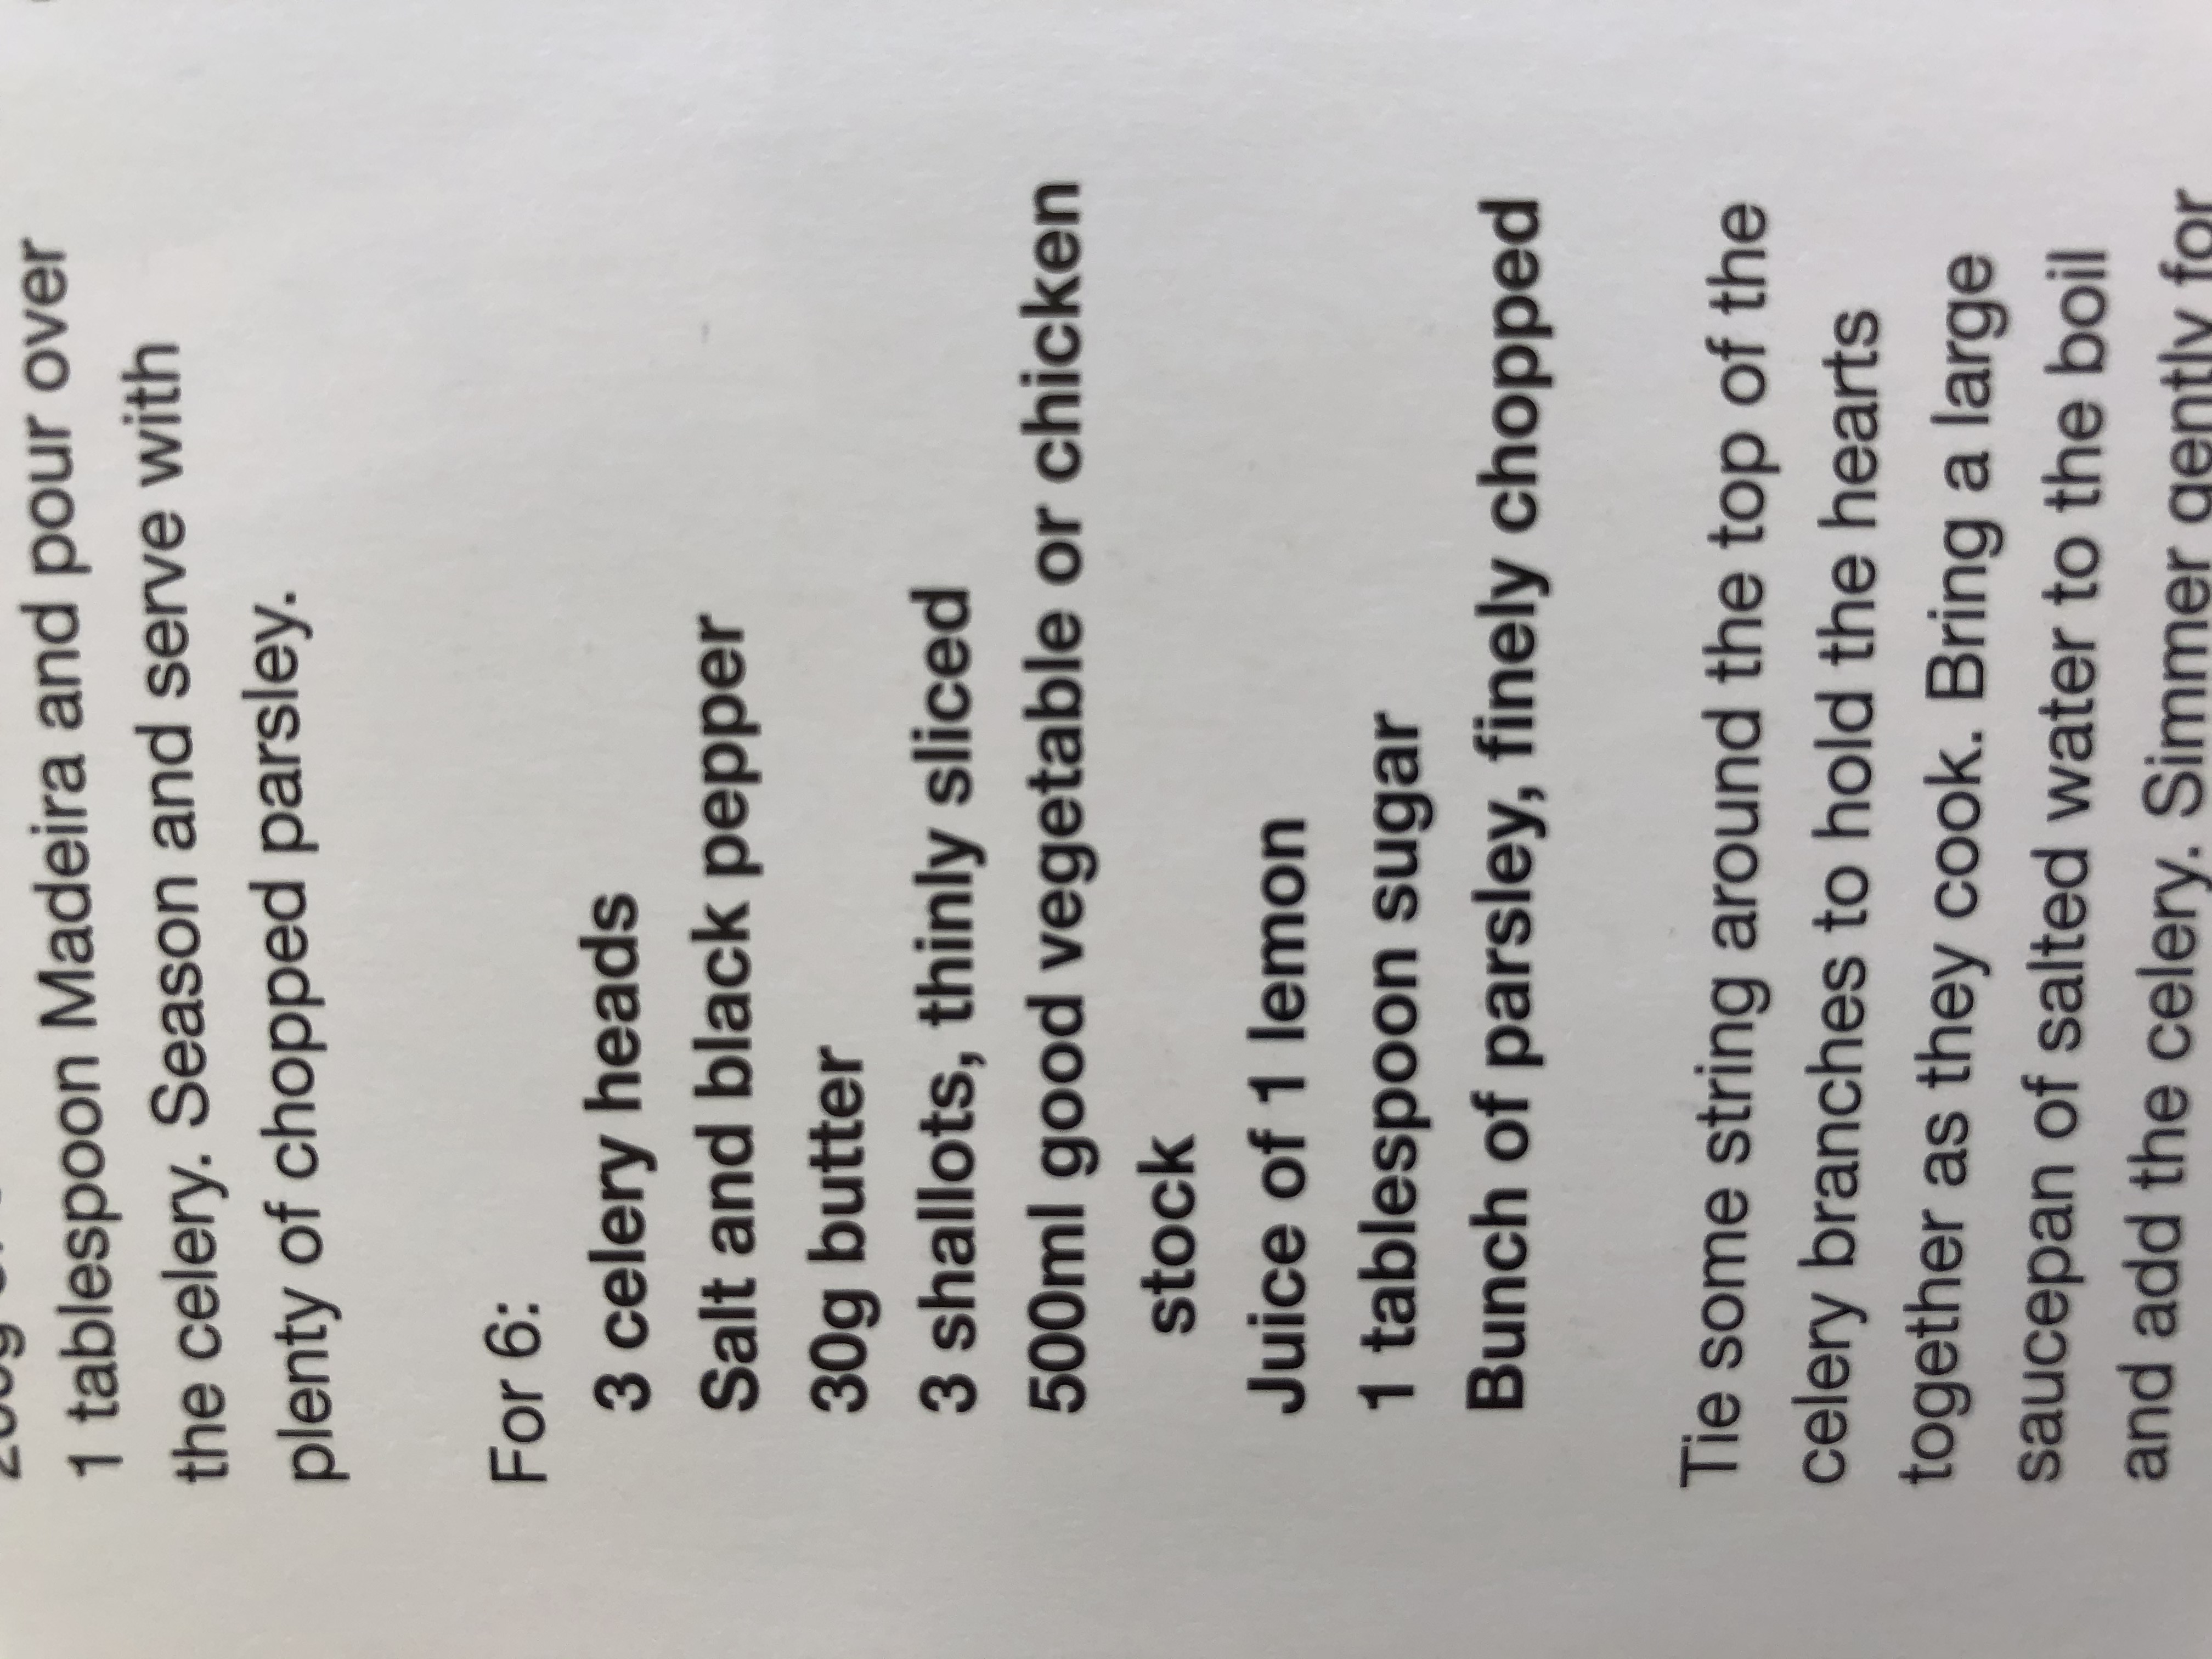 1 tablespoon Madeira and pour over
the celery. Season and serve with
plenty of chopped parsley.
For 6:
3 celery heads
Salt and black pepper
30g butter
3 shallots, thinly sliced
500ml good vegetable or chicken
stock
Juice of 1 lemon
1 tablespoon sugar
Bunch of parsley, finely chopped
Tie some string around the top of the
celery branches to hold the hearts
together as they cook. Bring a large
saucepan of salted water to the boil
and add the celery. Simmer gently for